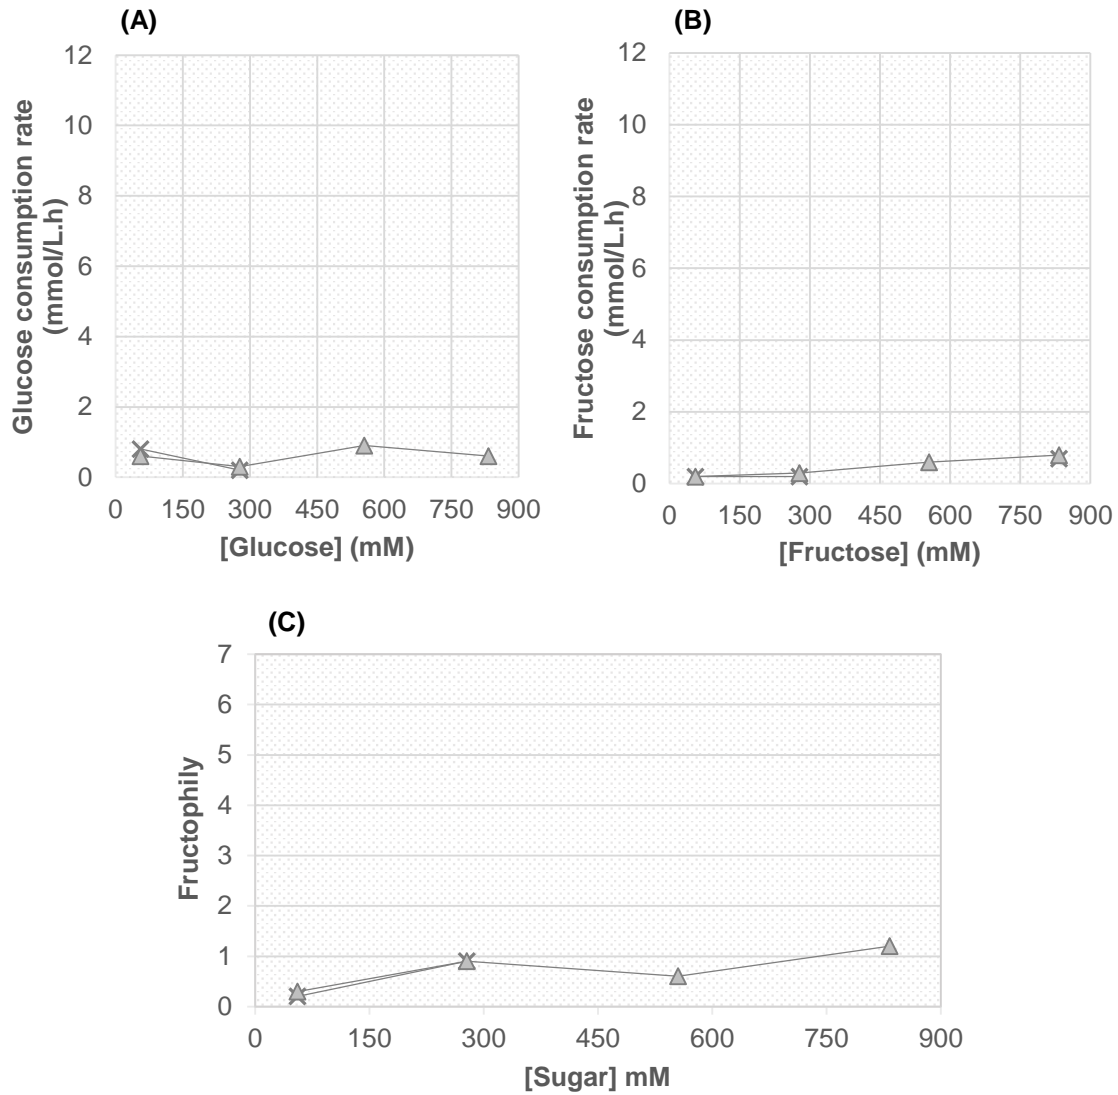 (A)
Glucose consumption rate
(mmol/L.h)
12
10
8
6
4
2
0
0 150 300 450 600 750 900
[Glucose] (mM)
(B)
Fructose consumption rate
(mmol/L.h)
12
10
8
6
4
2
0
0 150 300 450 600 750 900
[Fructose] (mM)
(C)
Fructophily
7
6
5
4
3
2
1
0
0 150 300 450 600 750 900
[Sugar] mM